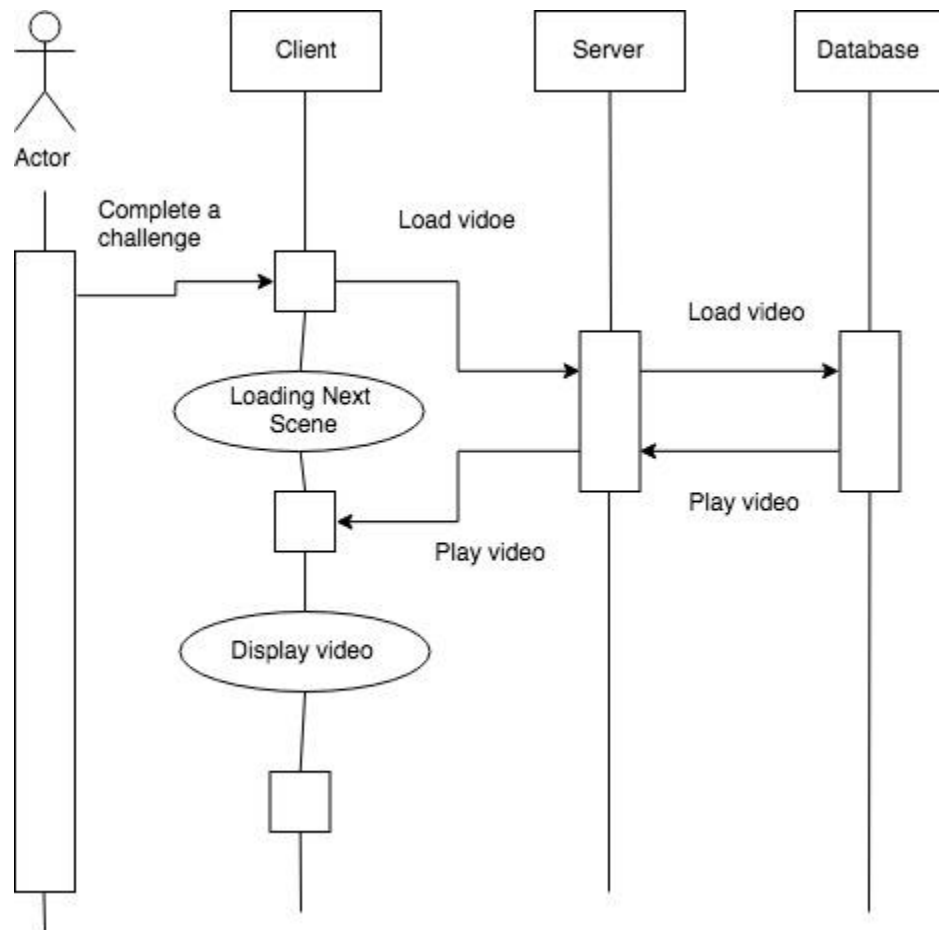 Client
Server
Database
Actor
Complete a
challenge
Load vidoe
Load video
Loading Next
Scene
Play video
Play video
Display video